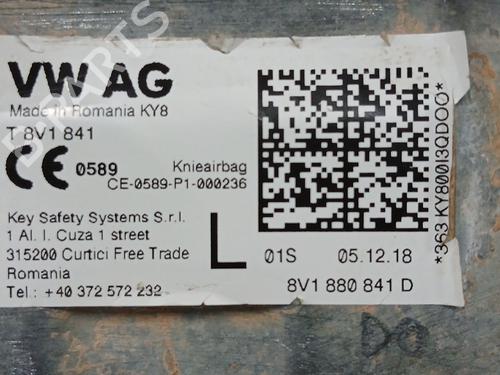 VW AG
Made in Romania KY8
T 8V1 841
CE 0589
Knieairbag
CE-0589-P1-000236
Key Safety Systems S.r.l.
1 Al. I. Cuza 1 street
315200 Curtici Free Trade
Romania
Tel.: +40 372 572 232
L
01S 05.12.18
8V1 880 841 D
*363 KY80013QDOO*
DO